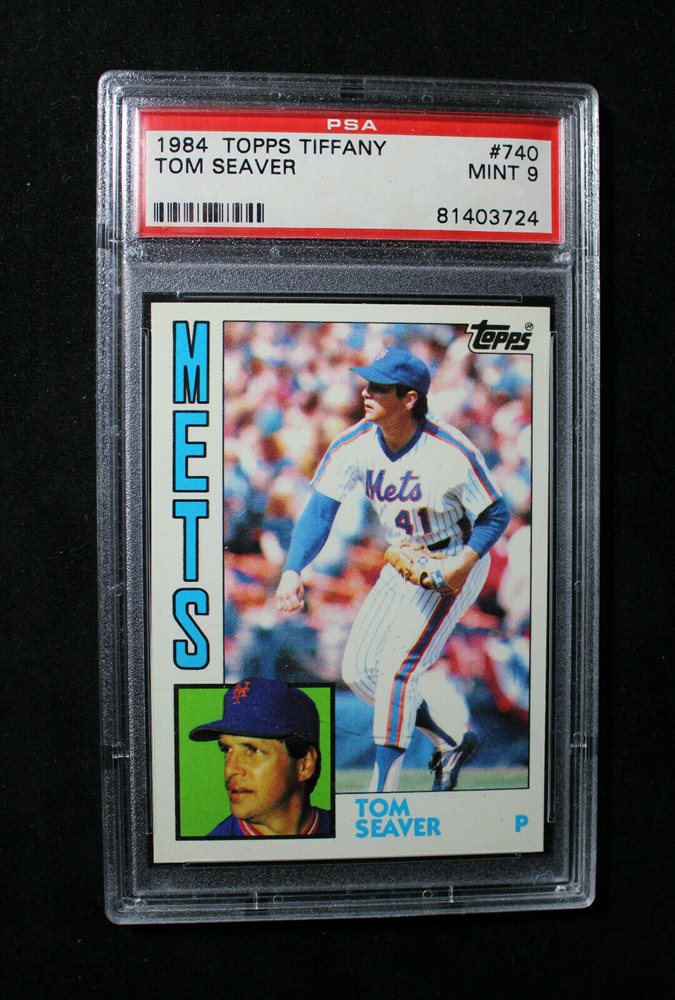 PSA
1984 TOPPS TIFFANY #740
TOM SEAVER MINT 9
81403724
METS
Topps
Mets
41
TOM
SEAVER
P